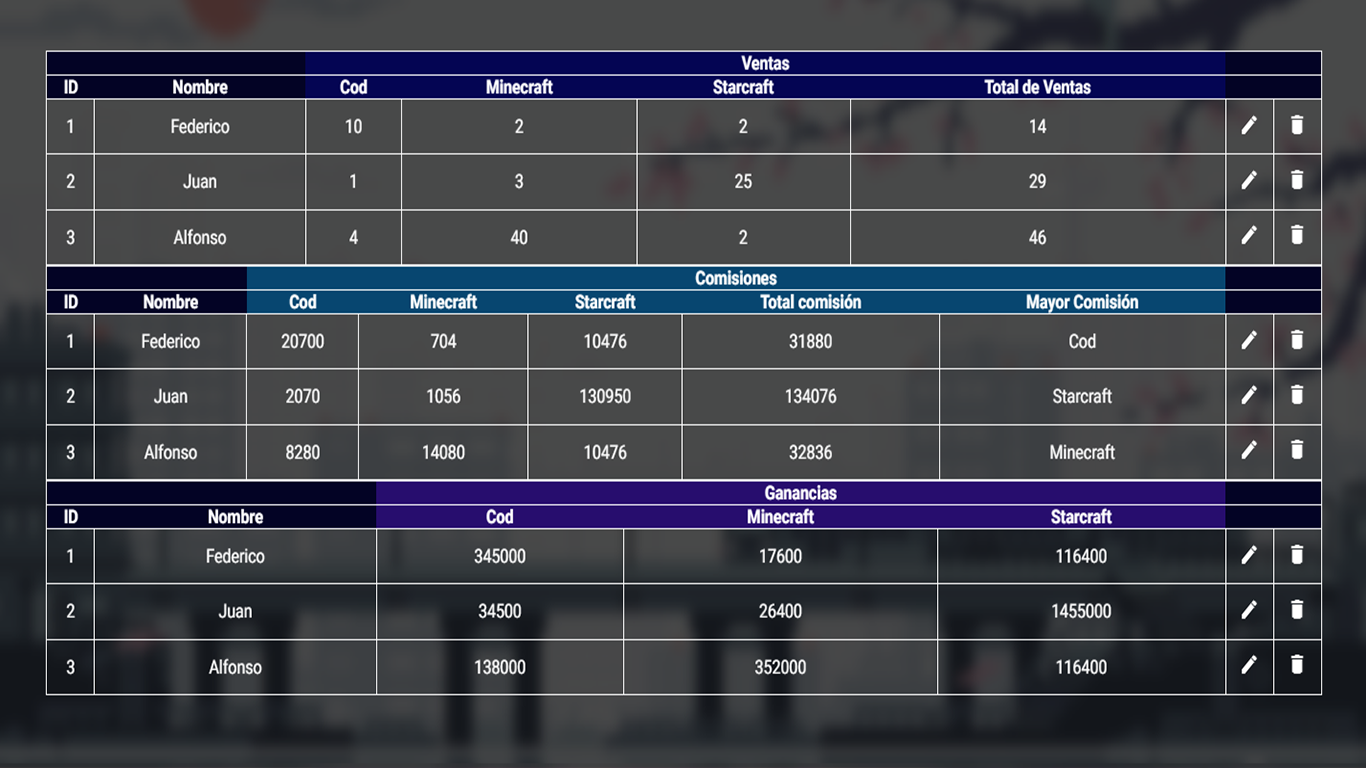 Ventas
ID Nombre Cod Minecraft Starcraft Total de Ventas
1 Federico 10 2 2 14
2 Juan 1 3 25 29
3 Alfonso 4 40 2 46
Comisiones
ID Nombre Cod Minecraft Starcraft Total comisión Mayor Comisión
1 Federico 20700 704 10476 31880 Cod
2 Juan 2070 1056 130950 134076 Starcraft
3 Alfonso 8280 14080 10476 32836 Minecraft
Ganancias
ID Nombre Cod Minecraft Starcraft
1 Federico 345000 17600 116400
2 Juan 34500 26400 1455000
3 Alfonso 138000 352000 116400